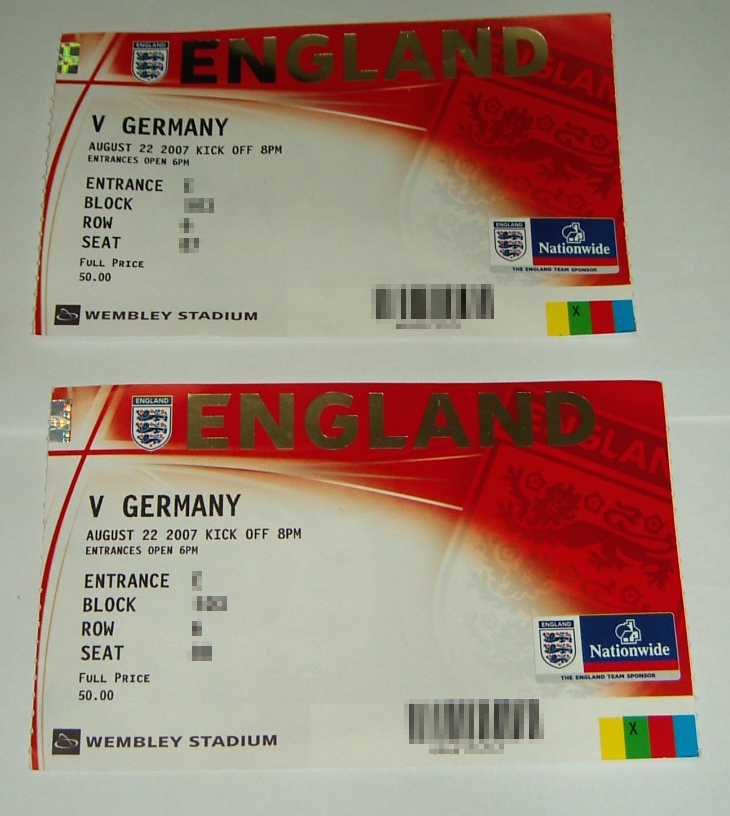 ENGLAND
ENGLAND
ENGLAND
V GERMANY
AUGUST 22 2007 KICK OFF 8PM
ENTRANCES OPEN 6PM
ENTRANCE
BLOCK
ROW
SEAT
FULL PRICE
50.00
ENGLAND
Nationwide
THE ENGLAND TEAM SPONSOR
WEMBLEY STADIUM
X
ENGLAND
ENGLAND
ENGLAND
V GERMANY
AUGUST 22 2007 KICK OFF 8PM
ENTRANCES OPEN 6PM
ENTRANCE
BLOCK
ROW
SEAT
FULL PRICE
50.00
ENGLAND
Nationwide
THE ENGLAND TEAM SPONSOR
WEMBLEY STADIUM
X